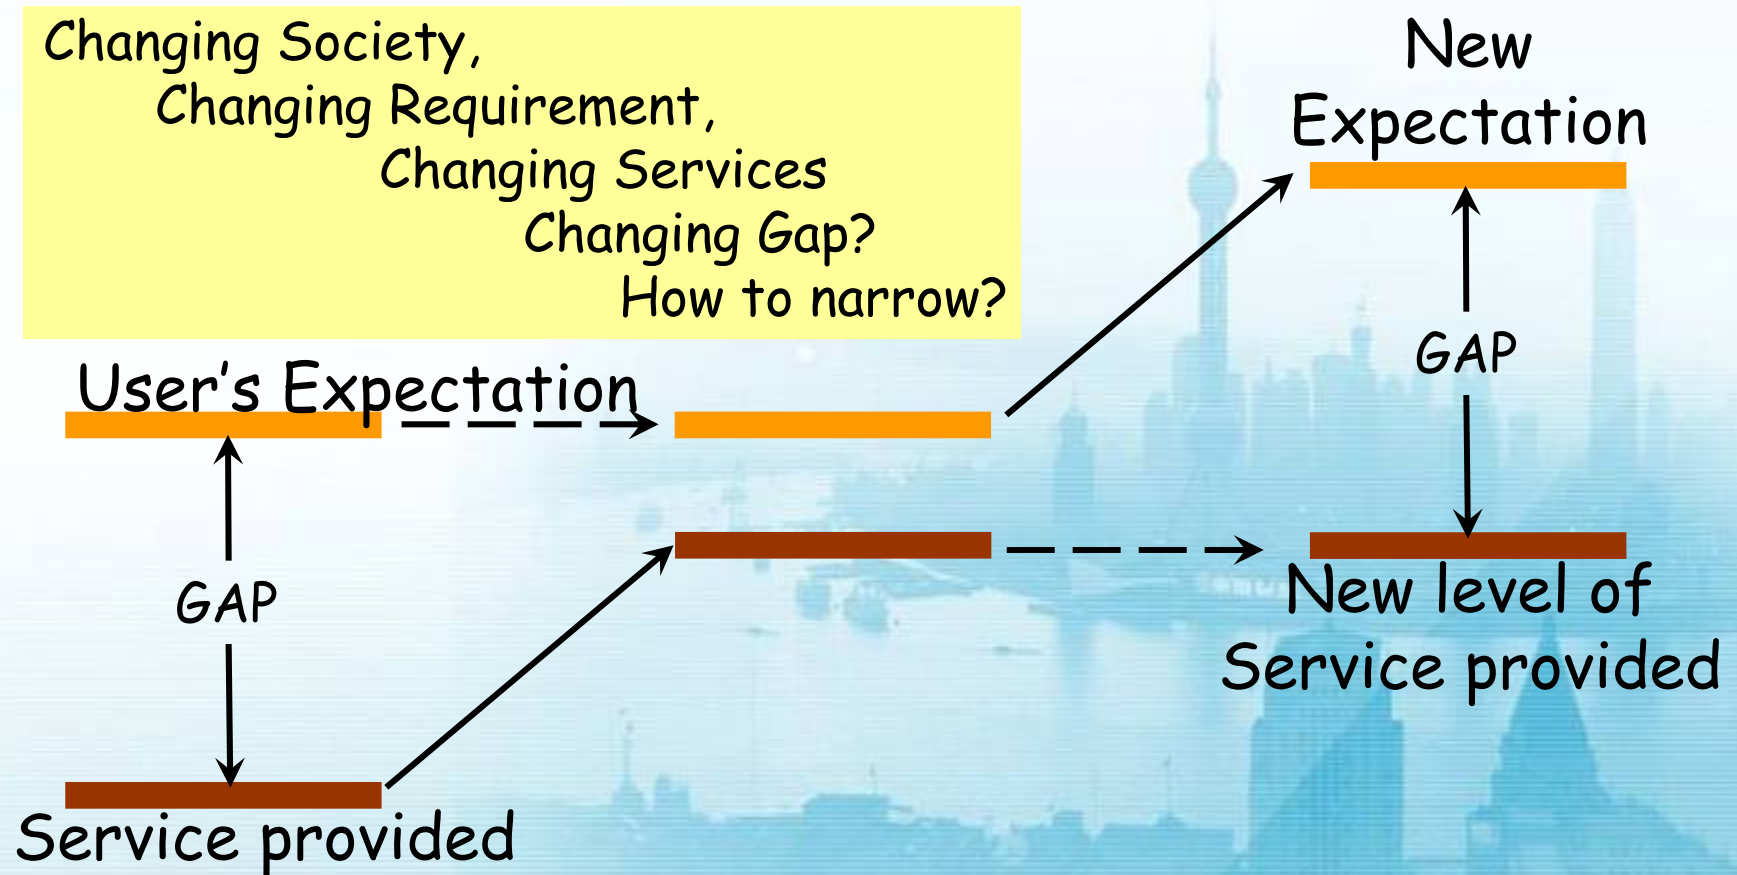 Changing Society,
Changing Requirement,
Changing Services
Changing Gap?
How to narrow?
New
Expectation
GAP
User's Expectation
GAP
New level of
Service provided
Service provided